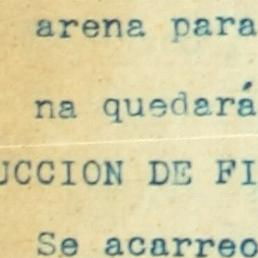 arena para
na quedará
UCCION DE FI
Se acarreo